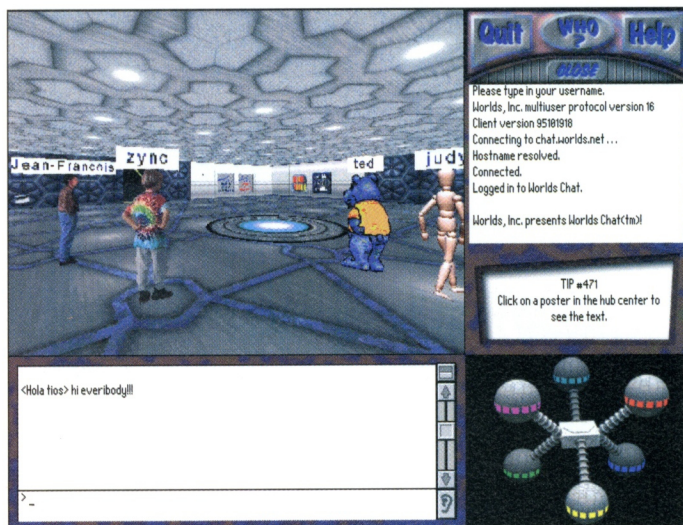 Quit
WHO
?
Help
CLOSE
Please type in your username.
Worlds, Inc. multiuser protocol version 16
Client version 95101918
Connecting to chat.worlds.net ...
Hostname resolved.
Connected.
Logged in to Worlds Chat.
Worlds, Inc. presents Worlds Chat(tm)!
Jean-Francois
zync
ted
judy
TIP #471
Click on a poster in the hub center to
see the text.
<Hola tios> hi everibody!!!
>_